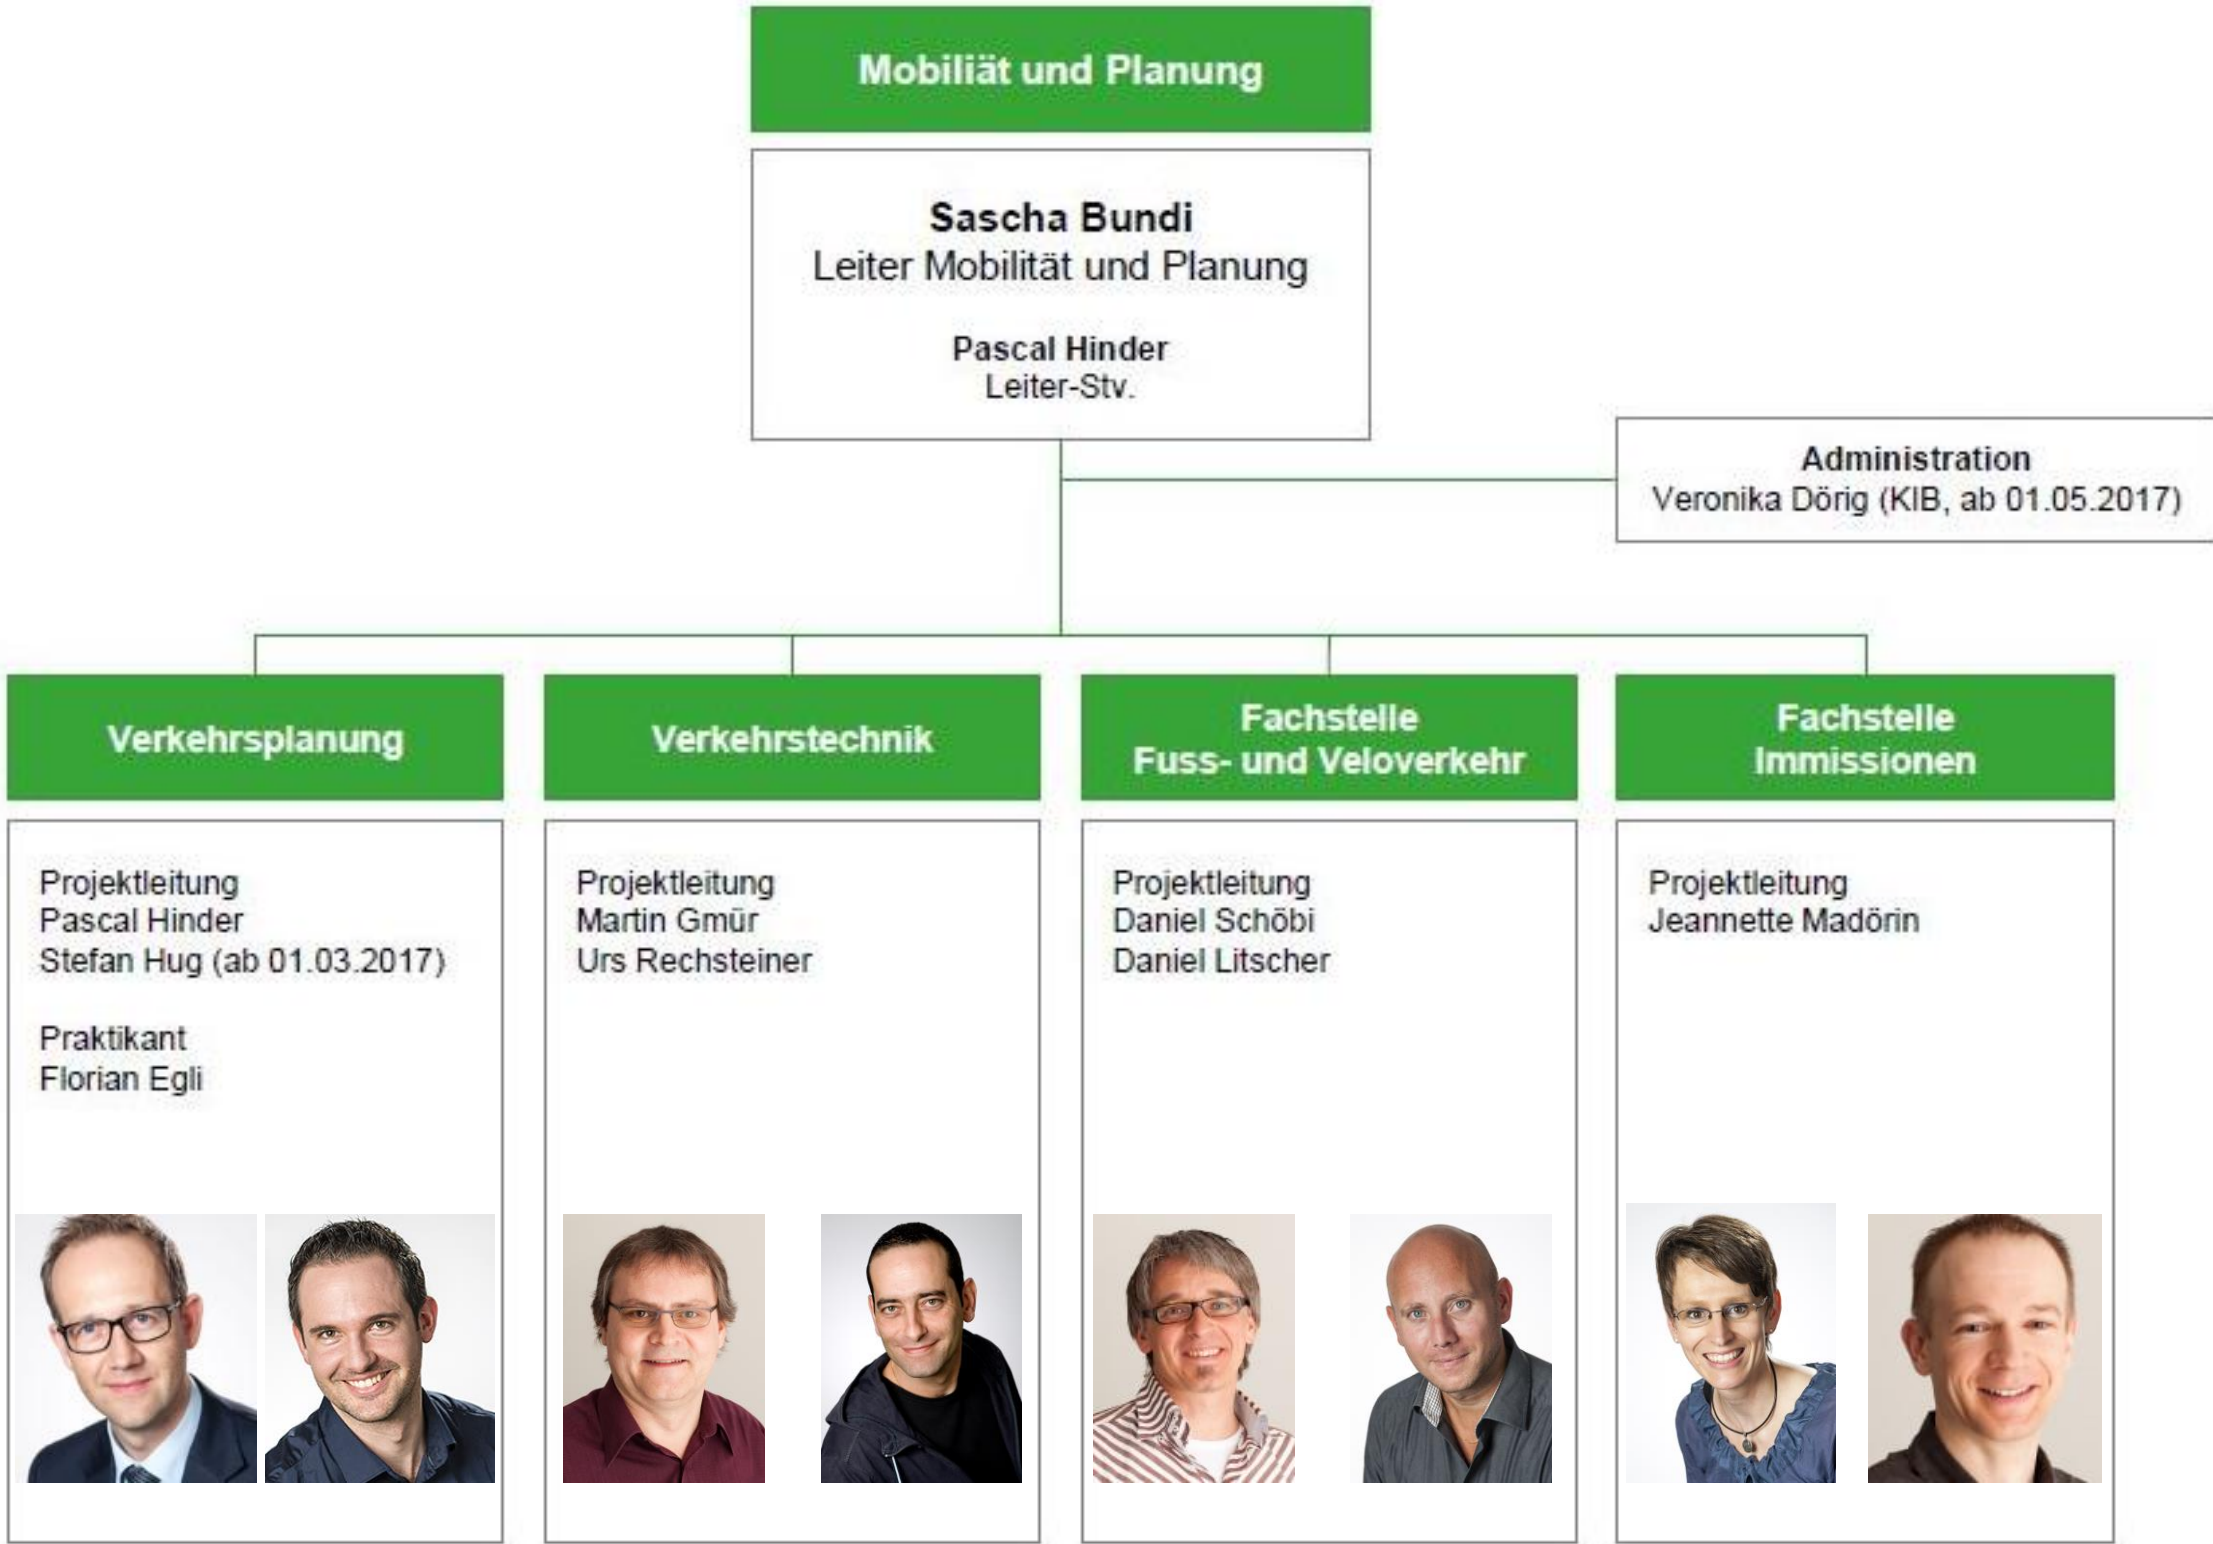 Mobiliät und Planung
Sascha Bundi
Leiter Mobilität und Planung
Pascal Hinder
Leiter-Stv.
Administration
Veronika Dörig (KIB, ab 01.05.2017)
Verkehrsplanung
Projektleitung
Pascal Hinder
Stefan Hug (ab 01.03.2017)
Praktikant
Florian Egli
Verkehrstechnik
Projektleitung
Martin Gmür
Urs Rechsteiner
Fachstelle
Fuss- und Veloverkehr
Projektleitung
Daniel Schöbi
Daniel Litscher
Fachstelle
Immissionen
Projektleitung
Jeannette Madörin